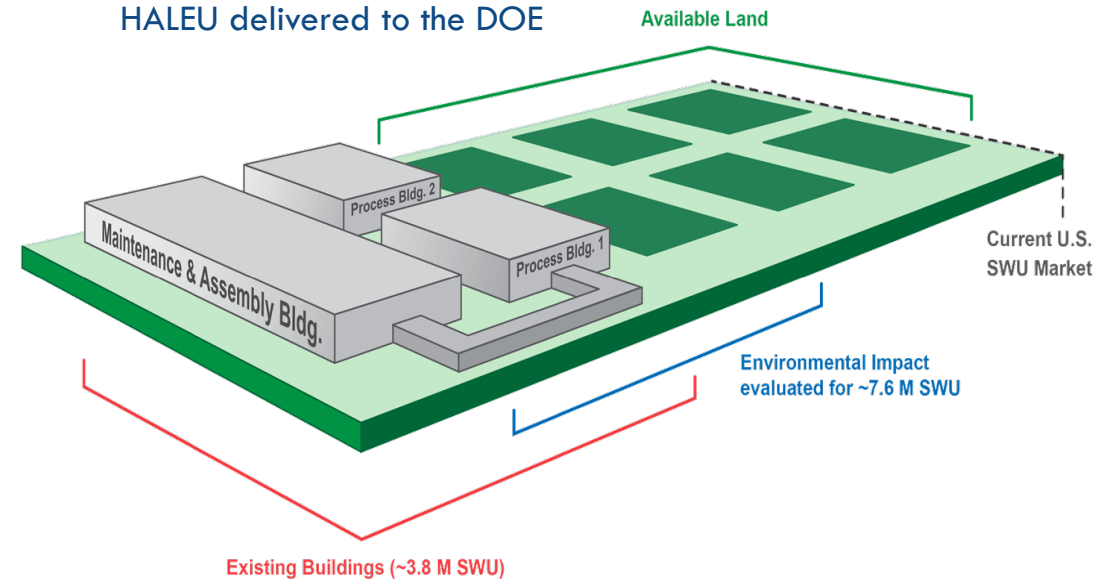 HALEU delivered to the DOE
Available Land
Process Bldg. 2
Process Bldg. 1
Maintenance & Assembly Bldg.
Current U.S.
SWU Market
Environmental Impact
evaluated for ~7.6 M SWU
Existing Buildings (~3.8 M SWU)